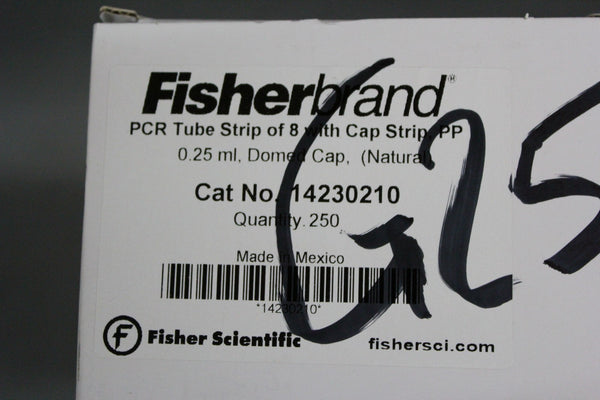 Fisherbrand®
PCR Tube Strip of 8 with Cap Strip, PP
0.25 ml, Domed Cap, (Natural)
Cat No. 14230210
Quantity. 250
Made in Mexico
*14230210*
f Fisher Scientific
fishersci.com
G25